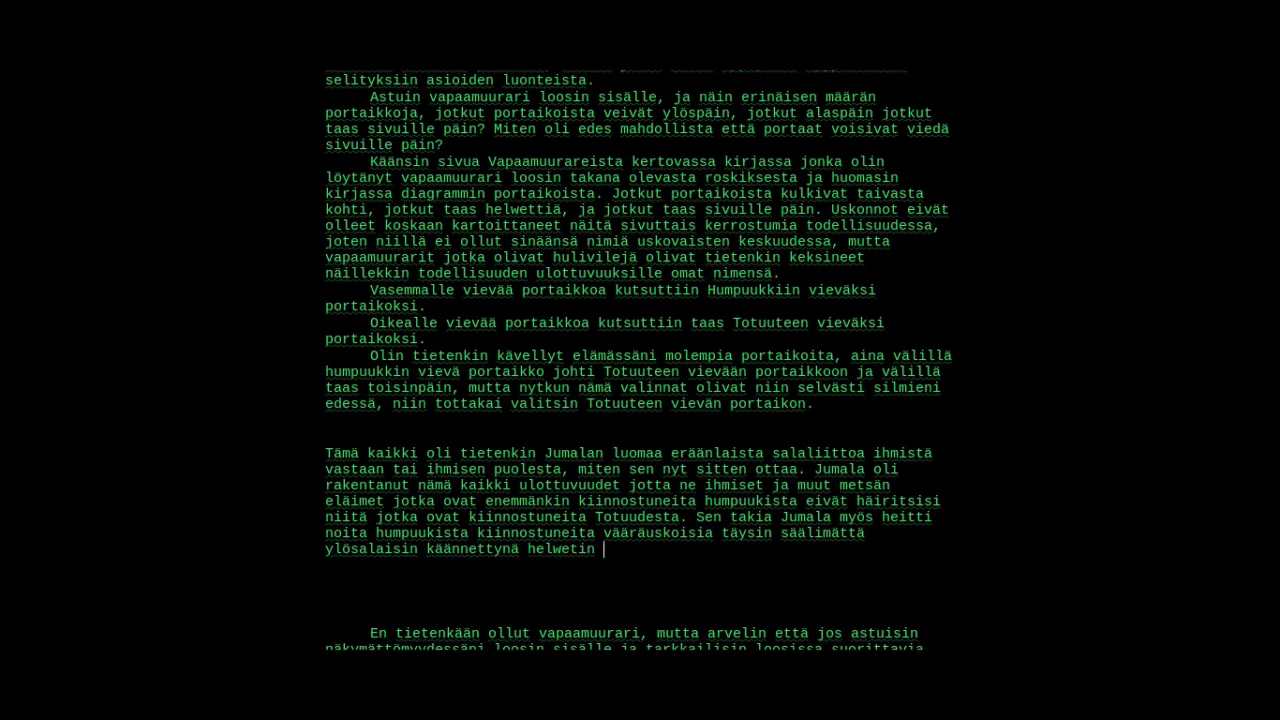 selityksiin asioiden luonteista.
Astuin vapaamuurari loosin sisälle, ja näin erinäisen määrän
portaikkoja, jotkut portaikoista veivät ylöspäin, jotkut alaspäin jotkut
taas sivuille päin? Miten oli edes mahdollista että portaat voisivat viedä
sivuille päin?
Käänsin sivua Vapaamuurareista kertovassa kirjassa jonka olin
löytänyt vapaamuurari loosin takana olevasta roskiksesta ja huomasin
kirjassa diagrammin portaikoista. Jotkut portaikoista kulkivat taivasta
kohti, jotkut taas helwettiä, ja jotkut taas sivuille päin. Uskonnot eivät
olleet koskaan kartoittaneet näitä sivuttais kerrostumia todellisuudessa,
joten niillä ei ollut sinäänsä nimiä uskovaisten keskuudessa, mutta
vapaamuurarit jotka olivat hulivilejä olivat tietenkin keksineet
näillekkin todellisuuden ulottuvuuksille omat nimensä.
Vasemmalle vievää portaikkoa kutsuttiin Humpuukkiin vieväksi
portaikoksi.
Oikealle vievää portaikkoa kutsuttiin taas Totuuteen vieväksi
portaikoksi.
Olin tietenkin kävellyt elämässäni molempia portaikoita, aina välillä
humpuukkin vievä portaikko johti Totuuteen vievään portaikkoon ja välillä
taas toisinpäin, mutta nytkun nämä valinnat olivat niin selvästi silmieni
edessä, niin tottakai valitsin Totuuteen vievän portaikon.
Tämä kaikki oli tietenkin Jumalan luomaa eräänlaista salaliittoa ihmistä
vastaan tai ihmisen puolesta, miten sen nyt sitten ottaa. Jumala oli
rakentanut nämä kaikki ulottuvuudet jotta ne ihmiset ja muut metsän
eläimet jotka ovat enemmänkin kiinnostuneita humpuukista eivät häiritsisi
niitä jotka ovat kiinnostuneita Totuudesta. Sen takia Jumala myös heitti
noita humpuukista kiinnostuneita vääräuskoisia täysin säälimättä
ylösalaisin käännettynä helwetin
En tietenkään ollut vapaamuurari, mutta arvelin että jos astuisin
näkymättömyydessäni loosin sisälle ja tarkkailisin loosissa suorittavia